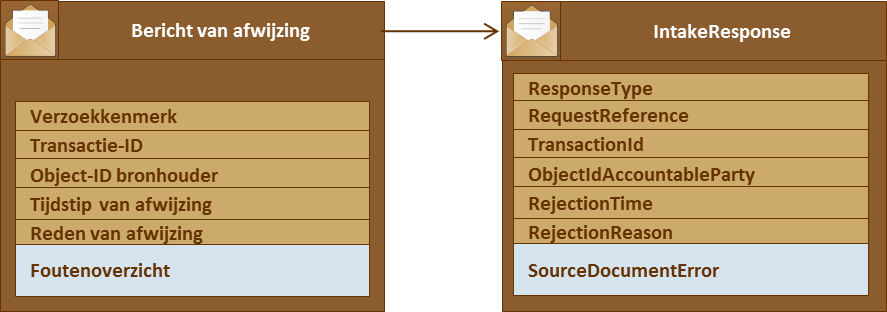 Bericht van afwijzing
Verzoekkenmerk
Transactie-ID
Object-ID bronhouder
Tijdstip van afwijzing
Reden van afwijzing
Foutenoverzicht
IntakeResponse
ResponseType
RequestReference
TransactionId
ObjectIdAccountableParty
RejectionTime
RejectionReason
SourceDocumentError